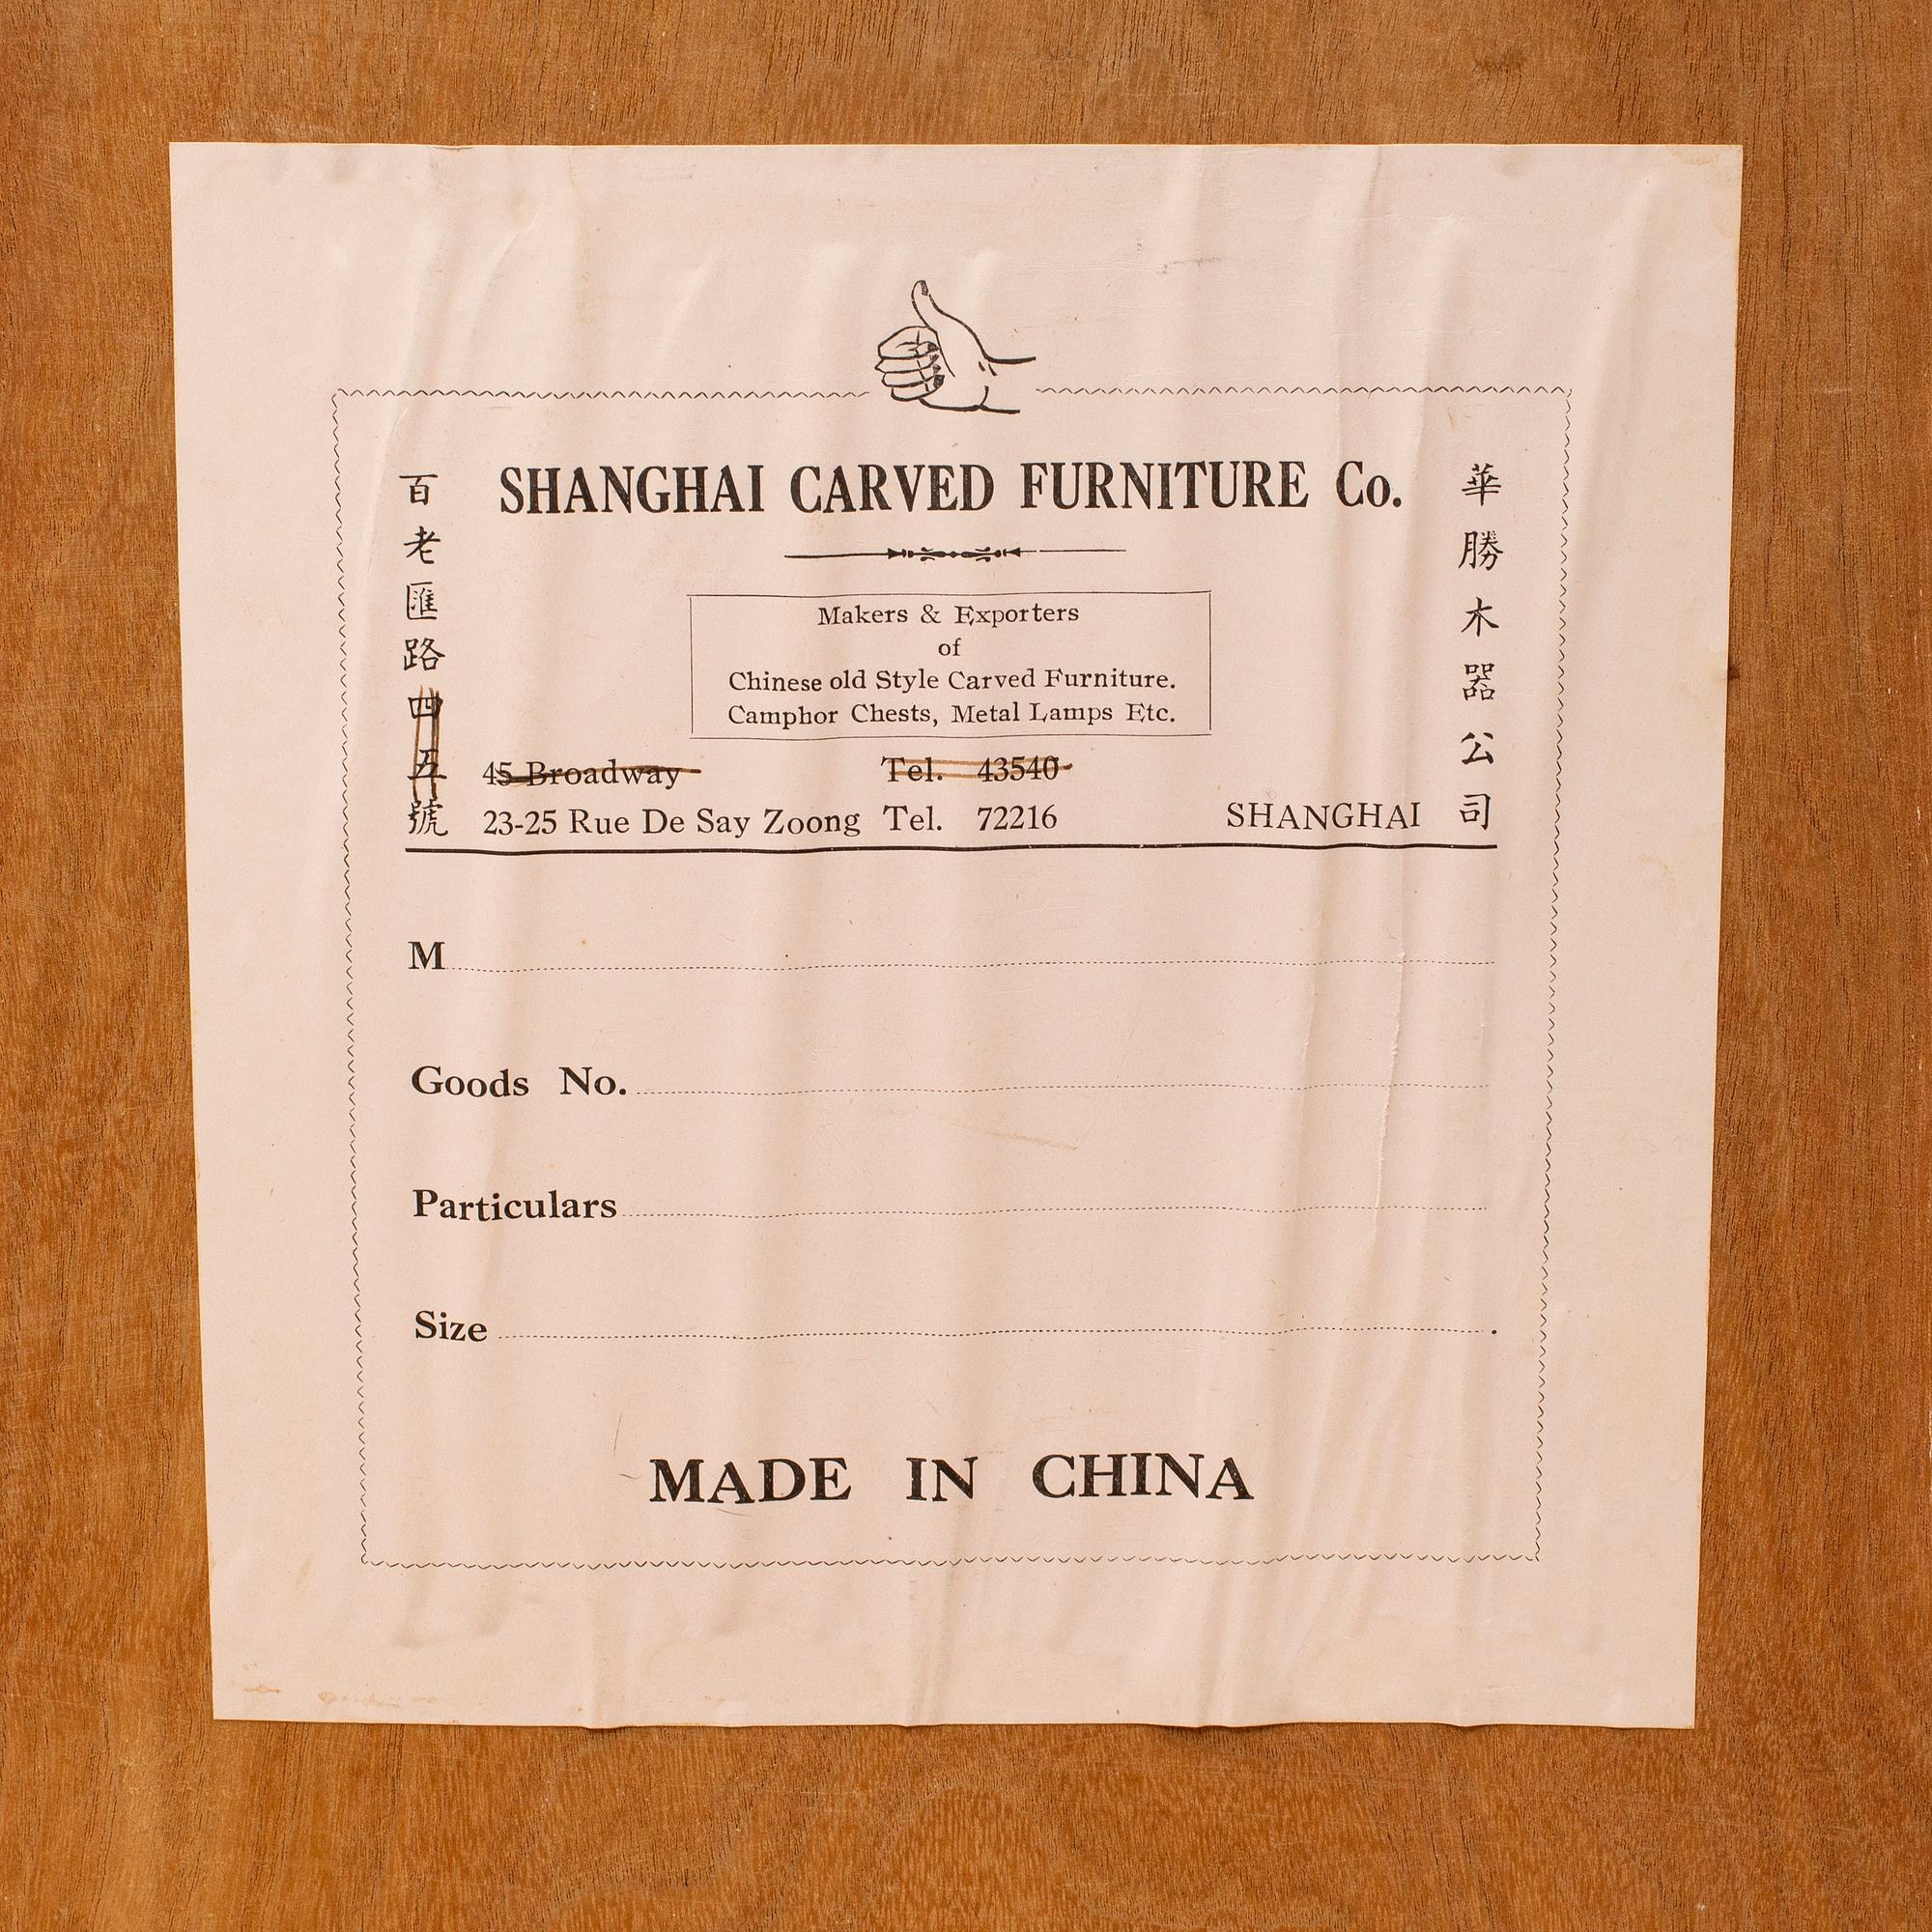 SHANGHAI CARVED FURNITURE Co.
華勝木器公司
百老匯路四五號
Makers & Exporters
of
Chinese old Style Carved Furniture.
Camphor Chests, Metal Lamps Etc.
45 Broadway Tel. 43540
23-25 Rue De Say Zoong Tel. 72216 SHANGHAI
M
Goods No.
Particulars
Size
MADE IN CHINA